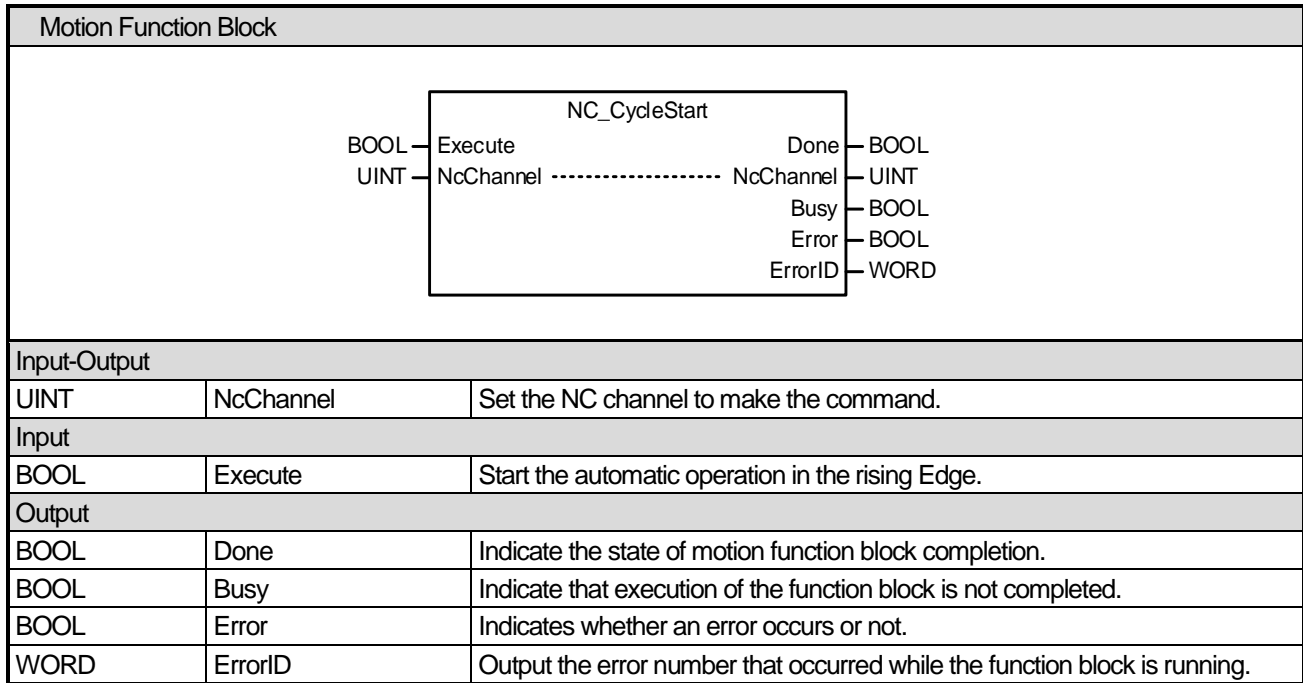 Motion Function Block
NC_CycleStart
BOOL Execute Done BOOL
UINT NcChannel NcChannel UINT
Busy BOOL
Error BOOL
ErrorID WORD
Input-Output
UINT NcChannel Set the NC channel to make the command.
Input
BOOL Execute Start the automatic operation in the rising Edge.
Output
BOOL Done Indicate the state of motion function block completion.
BOOL Busy Indicate that execution of the function block is not completed.
BOOL Error Indicates whether an error occurs or not.
WORD ErrorID Output the error number that occurred while the function block is running.